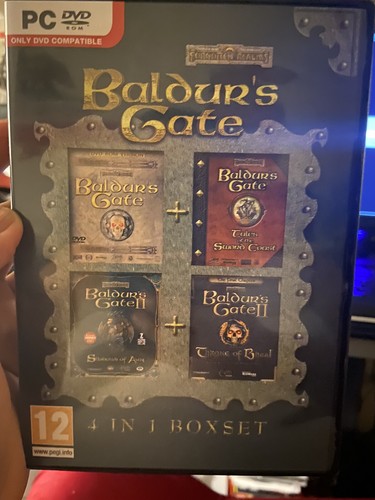 PC DVD ROM
ONLY DVD COMPATIBLE
FORGOTTEN REALMS
Baldur's
Gate
Baldur's
Gate
DVD
+
Baldur's
Gate
Tales
of the
Sword Coast
Baldur's
Gate II
Shadows of Amn
+
Baldur's
Gate II
Throne of Bhaal
12
www.pegi.info
4 IN 1 BOXSET